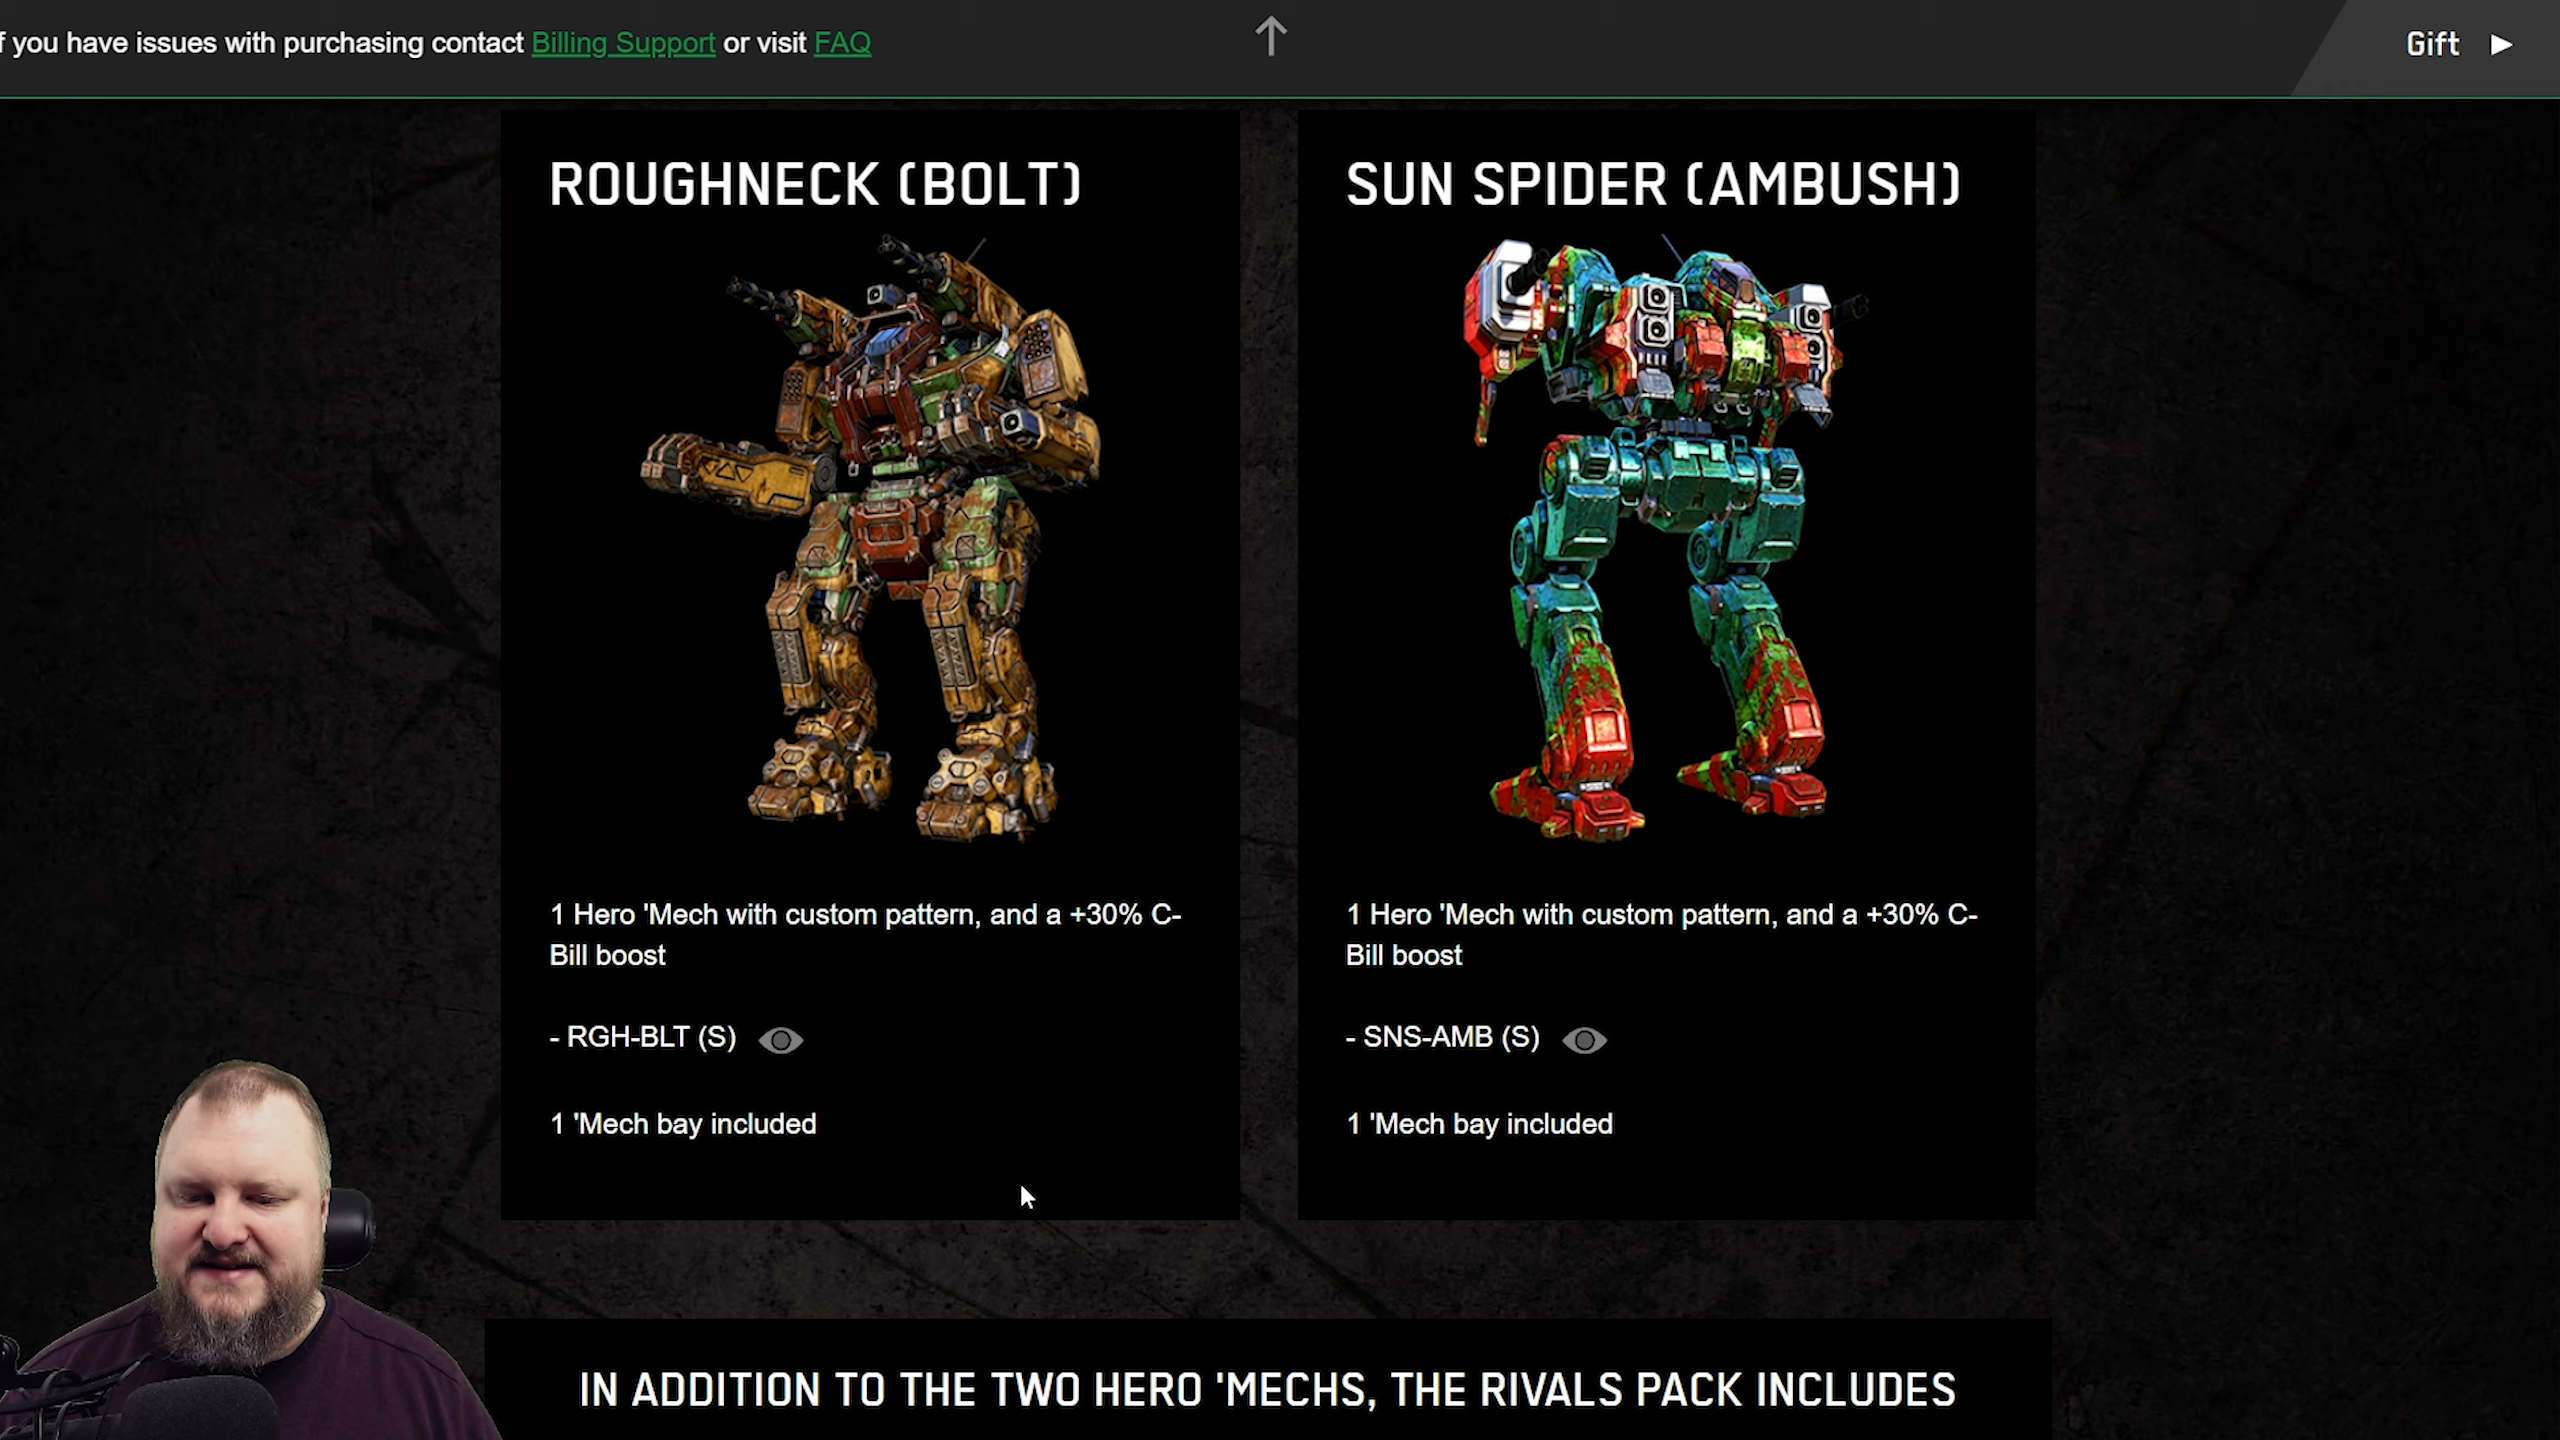 f you have issues with purchasing contact Billing Support or visit FAQ
Gift
ROUGHNECK (BOLT)
1 Hero 'Mech with custom pattern, and a +30% C-
Bill boost
- RGH-BLT (S)
1 'Mech bay included
SUN SPIDER (AMBUSH)
1 Hero 'Mech with custom pattern, and a +30% C-
Bill boost
- SNS-AMB (S)
1 'Mech bay included
IN ADDITION TO THE TWO HERO 'MECHS, THE RIVALS PACK INCLUDES